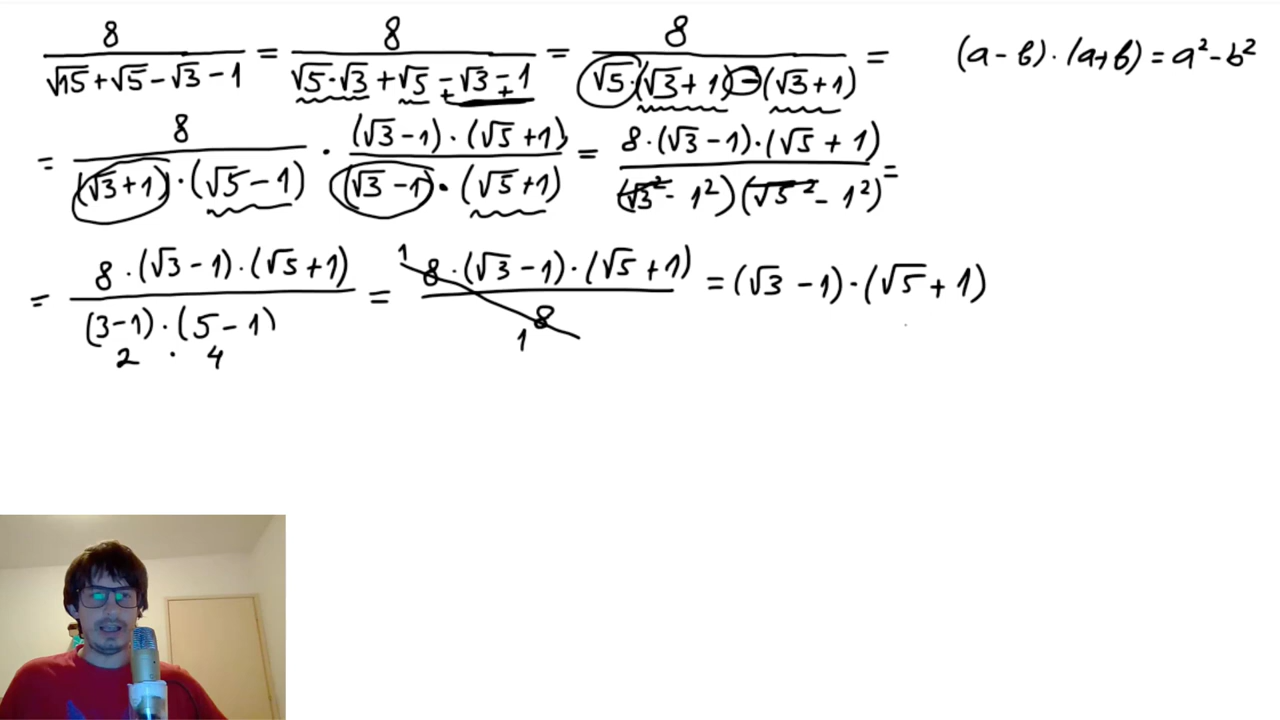 8/(√15+√5-√3-1) = 8/(√5·√3+√5-√3-1) = 8/(√5·(√3+1)-(√3+1)) = (a-b)·(a+b)=a²-b²
= 8/((√3+1)·(√5-1)) · ((√3-1)·(√5+1))/((√3-1)·(√5+1)) = (8·(√3-1)·(√5+1))/((√3²-1²)(√5²-1²)) =
= (8·(√3-1)·(√5+1))/((3-1)·(5-1)) = (8·(√3-1)·(√5+1))/8 = (√3-1)·(√5+1)
2 · 4 1 1